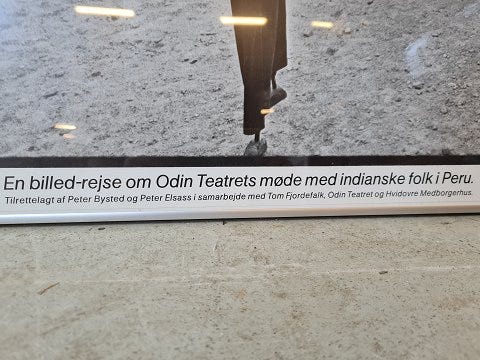 En billed-rejse om Odin Teatrets møde med indianske folk i Peru.
Tilrettelagt af Peter Bysted og Peter Elsass i samarbejde med Tom Fjordefalk, Odin Teatret og Hvidovre Medborgerhus.